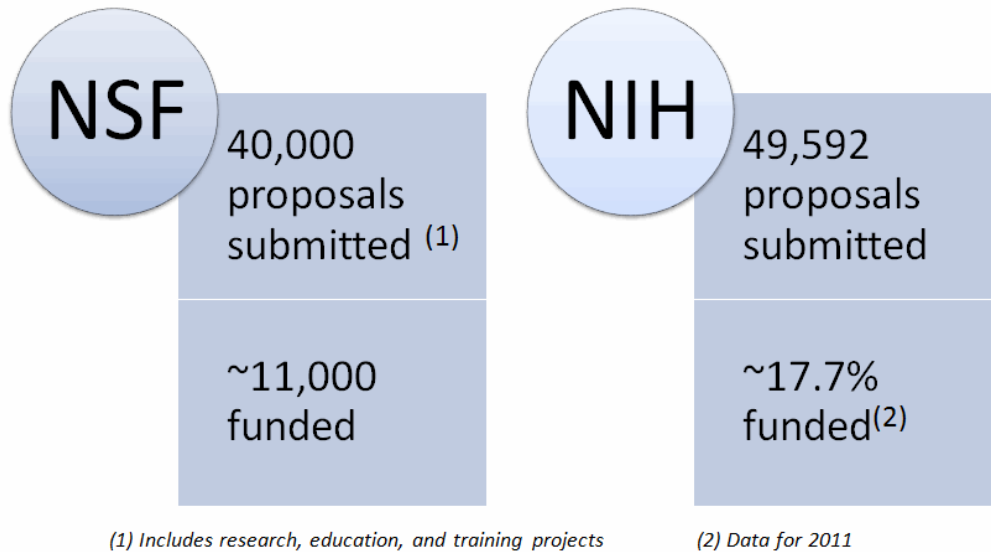 NSF
40,000
proposals
submitted (1)
~11,000
funded
NIH
49,592
proposals
submitted
~17.7%
funded(2)
(1) Includes research, education, and training projects
(2) Data for 2011